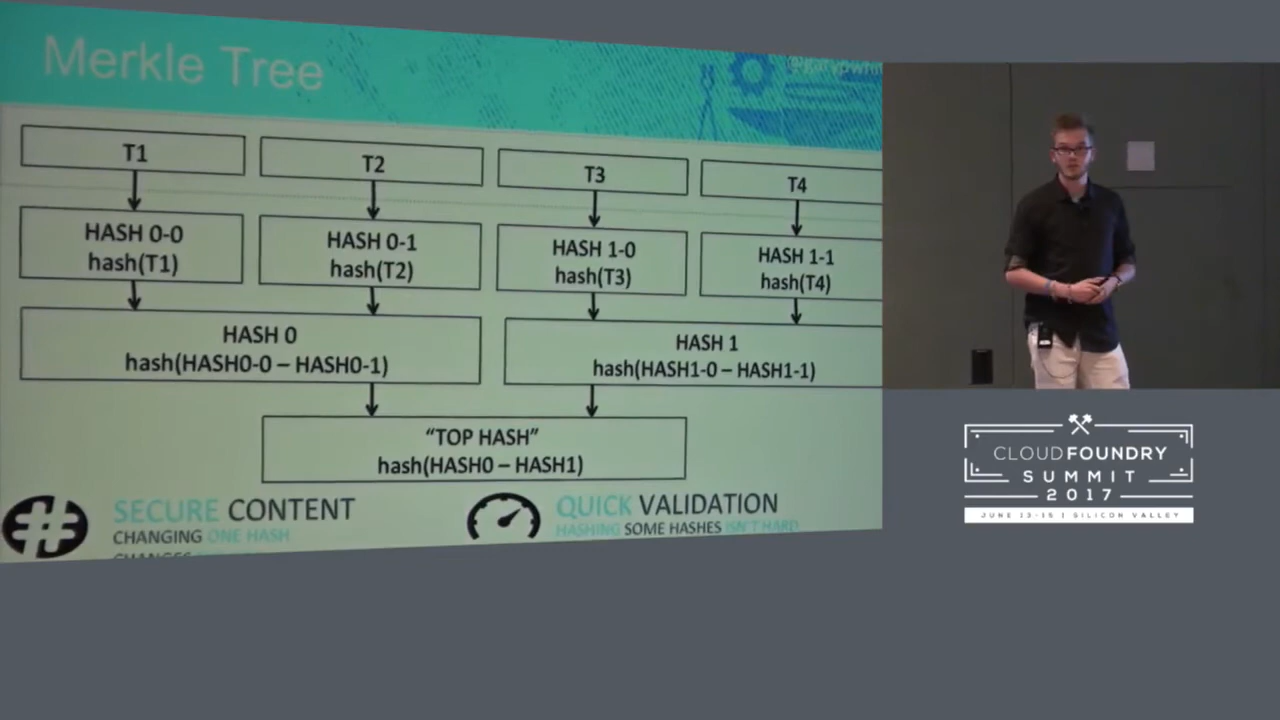 Merkle Tree
T1
T2
T3
T4
HASH 0-0
hash(T1)
HASH 0-1
hash(T2)
HASH 1-0
hash(T3)
HASH 1-1
hash(T4)
HASH 0
hash(HASH0-0 – HASH0-1)
HASH 1
hash(HASH1-0 – HASH1-1)
“TOP HASH”
hash(HASH0 – HASH1)
SECURE CONTENT
CHANGING ONE HASH
CHANGES
QUICK VALIDATION
HASHING SOME HASHES ISN'T HARD
CLOUD FOUNDRY
SUMMIT
2017
JUNE 13-15 | SILICON VALLEY